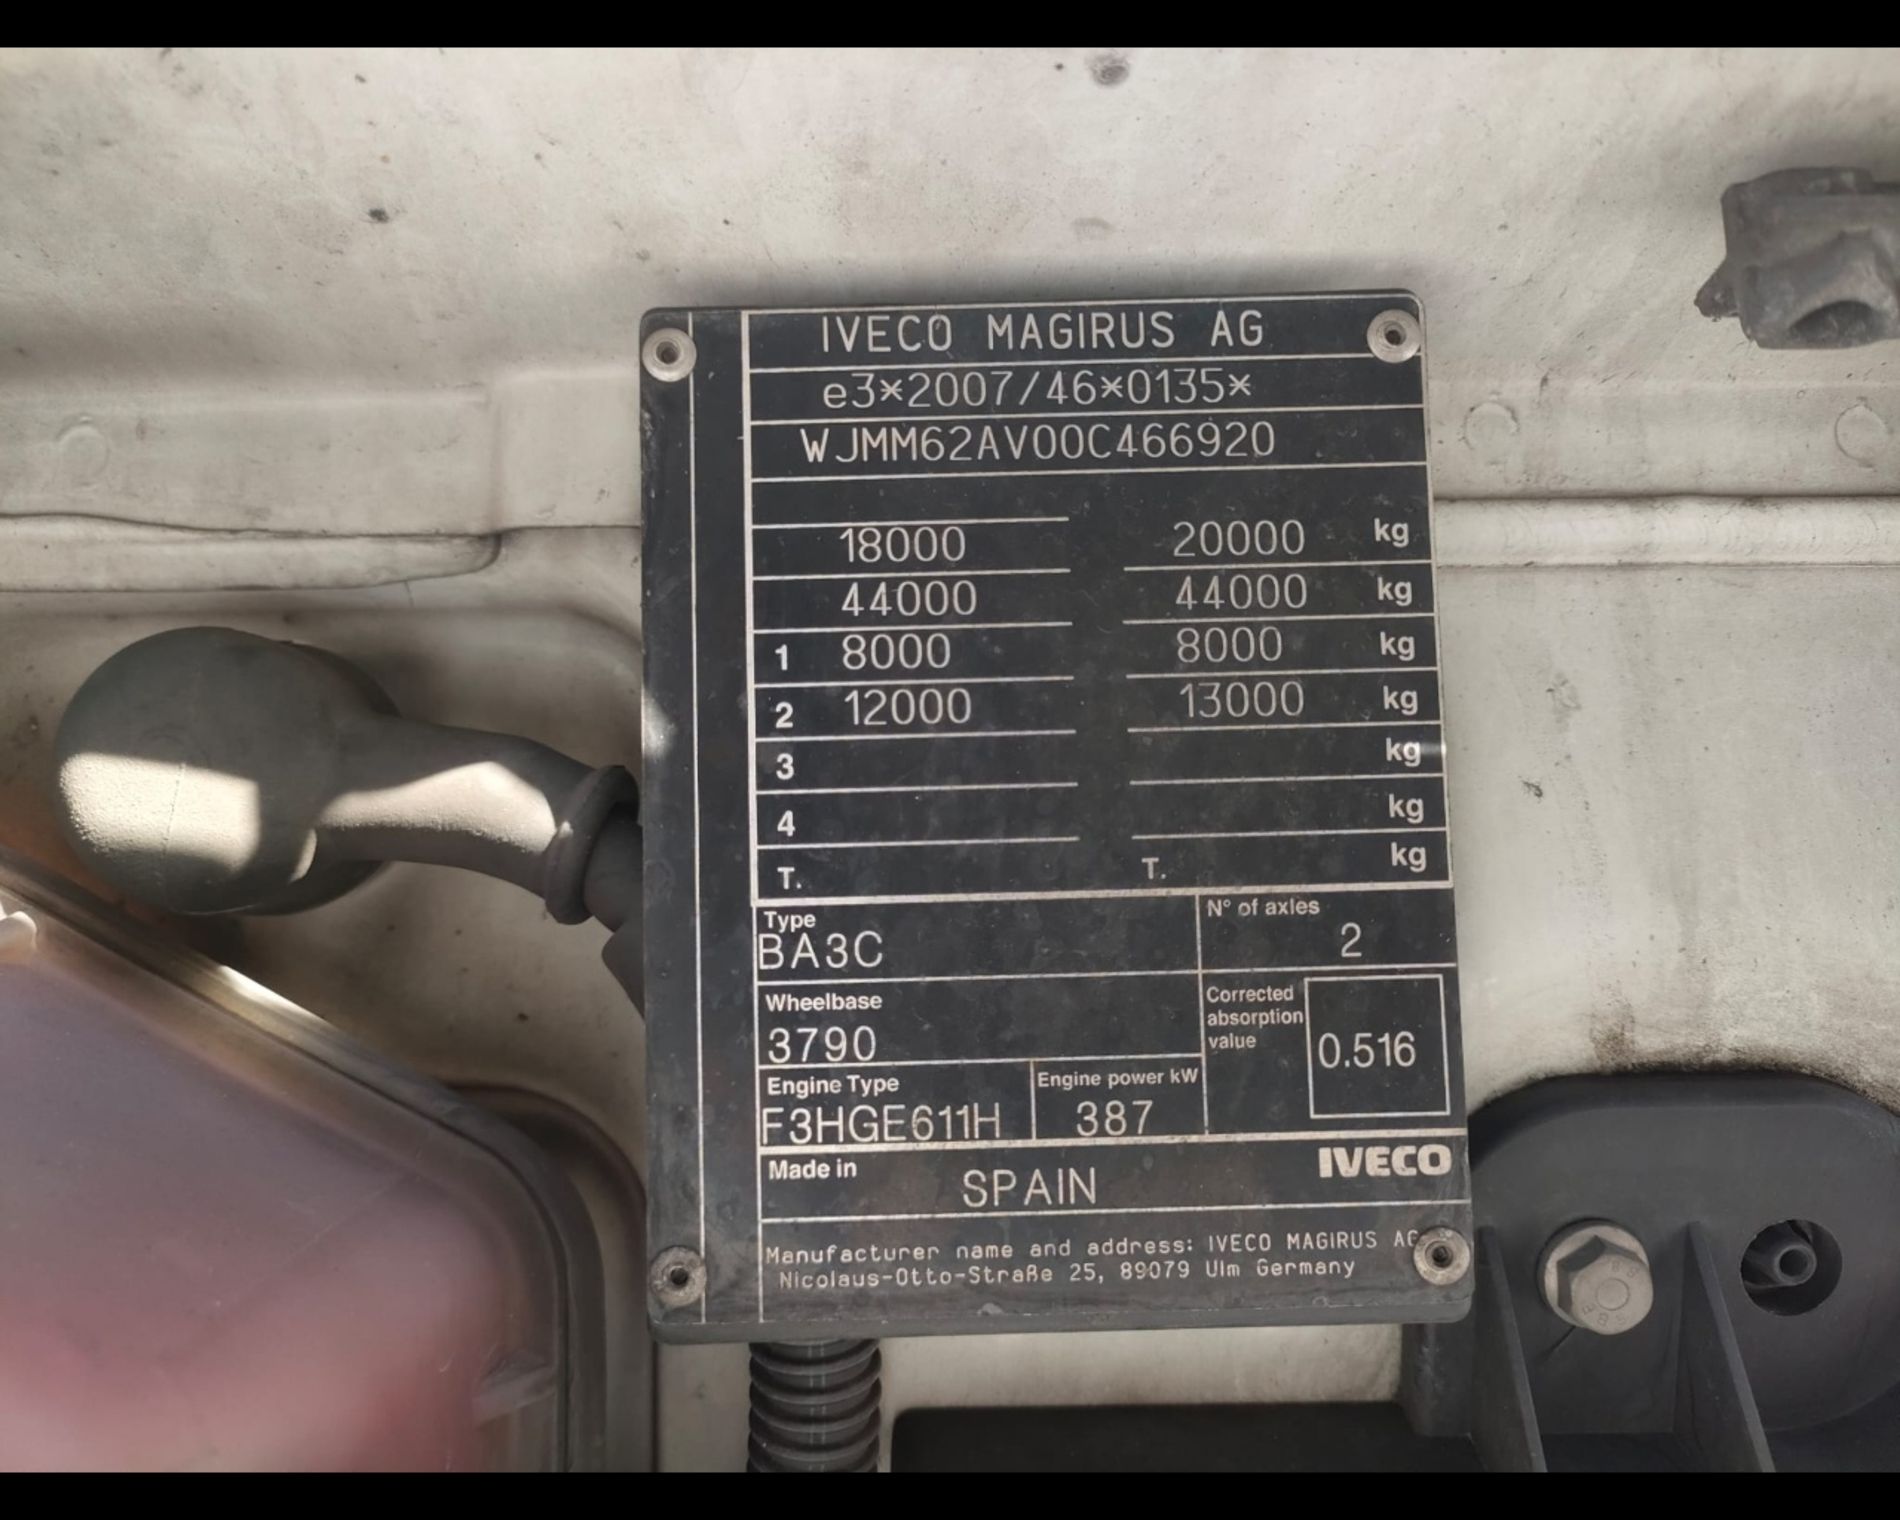 IVECO MAGIRUS AG
e3*2007/46*0135*
WJMM62AV00C466920
18000 20000 kg
44000 44000 kg
1 8000 8000 kg
2 12000 13000 kg
3 kg
4 kg
T. T. kg
Type N° of axles
BA3C 2
Wheelbase Corrected absorption value
3790 0.516
Engine Type Engine power kW
F3HGE611H 387
Made in SPAIN IVECO
Manufacturer name and address: IVECO MAGIRUS AG
Nicolaus-Otto-Straße 25, 89079 Ulm Germany